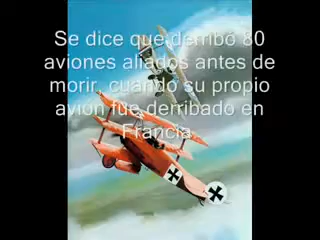 Se dice que derribó 80
aviones aliados antes de
morir, cuando su propio
avión fue derribado en
Francia